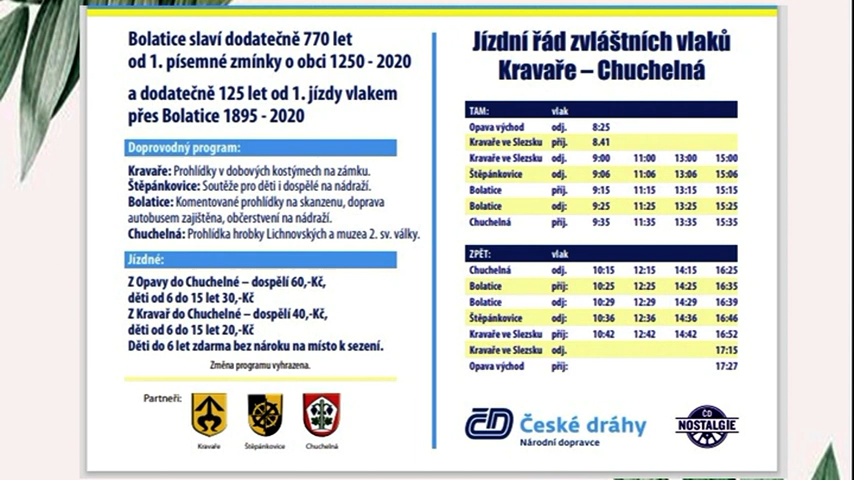 Bolatice slaví dodatečně 770 let
od 1. písemné zmínky o obci 1250 - 2020
a dodatečně 125 let od 1. jízdy vlakem
přes Bolatice 1895 - 2020
Doprovodný program:
Kravaře: Prohlídky v dobových kostýmech na zámku.
Štěpánkovice: Soutěže pro děti i dospělé na nádraží.
Bolatice: Komentované prohlídky na skanzenu, doprava
autobusem zajištěna, občerstvení na nádraží.
Chuchelná: Prohlídka hrobky Lichnovských a muzea 2. sv. války.
Jízdné:
Z Opavy do Chuchelné – dospělí 60,-Kč,
děti od 6 do 15 let 30,-Kč
Z Kravař do Chuchelné – dospělí 40,-Kč,
děti od 6 do 15 let 20,-Kč
Děti do 6 let zdarma bez nároku na místo k sezení.
Změna programu vyhrazena.
Partneři:
Kravaře Štěpánkovice Chuchelná
Jízdní řád zvláštních vlaků
Kravaře – Chuchelná
TAM: vlak
Opava východ odj. 8:25
Kravaře ve Slezsku příj. 8.41
Kravaře ve Slezsku odj. 9:00 11:00 13:00 15:00
Štěpánkovice odj. 9:06 11:06 13:06 15:06
Bolatice příj. 9:15 11:15 13:15 15:15
Bolatice odj. 9:25 11:25 13:25 15:25
Chuchelná příj. 9:35 11:35 13:35 15:35
ZPĚT: vlak
Chuchelná odj: 10:15 12:15 14:15 16:25
Bolatice příj: 10:25 12:25 14:25 16:35
Bolatice odj: 10:29 12:29 14:29 16:39
Štěpánkovice odj: 10:36 12:36 14:36 16:46
Kravaře ve Slezsku příj: 10:42 12:42 14:42 16:52
Kravaře ve Slezsku odj. 17:15
Opava východ příj: 17:27
ČD České dráhy
Národní dopravce
ČD
NOSTALGIE